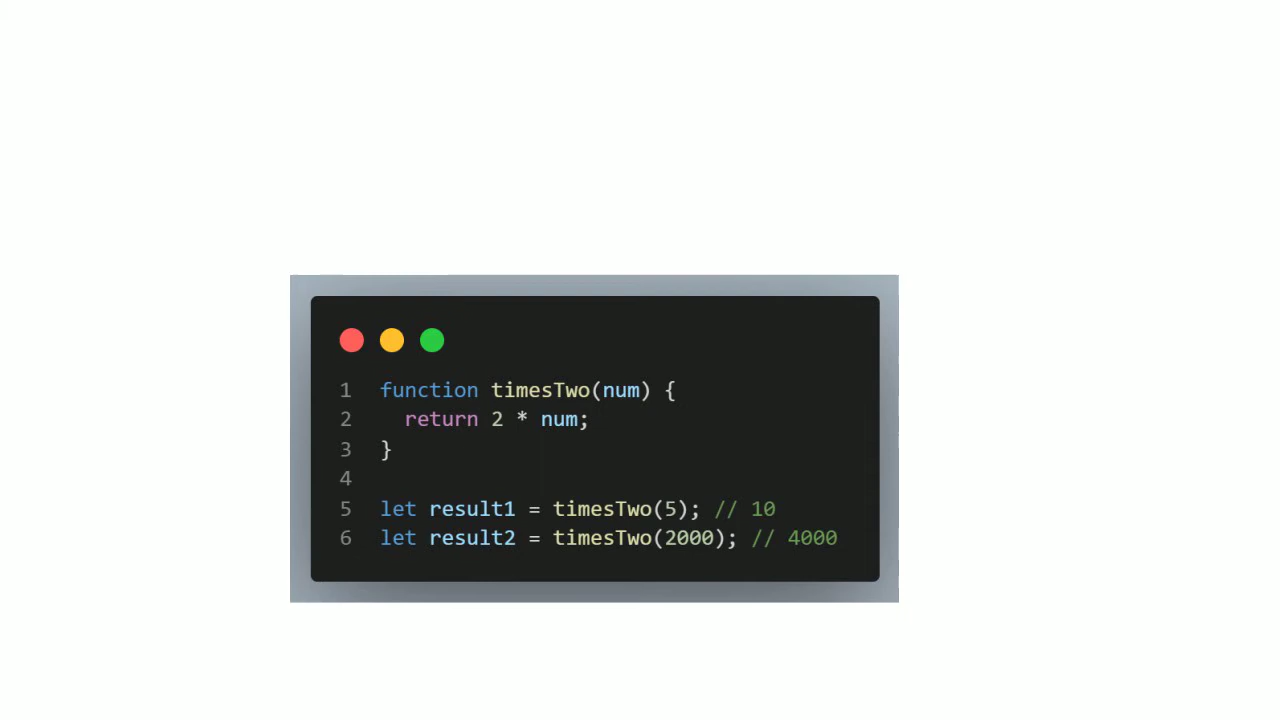 1 function timesTwo(num) {
2   return 2 * num;
3 }
4
5 let result1 = timesTwo(5); // 10
6 let result2 = timesTwo(2000); // 4000